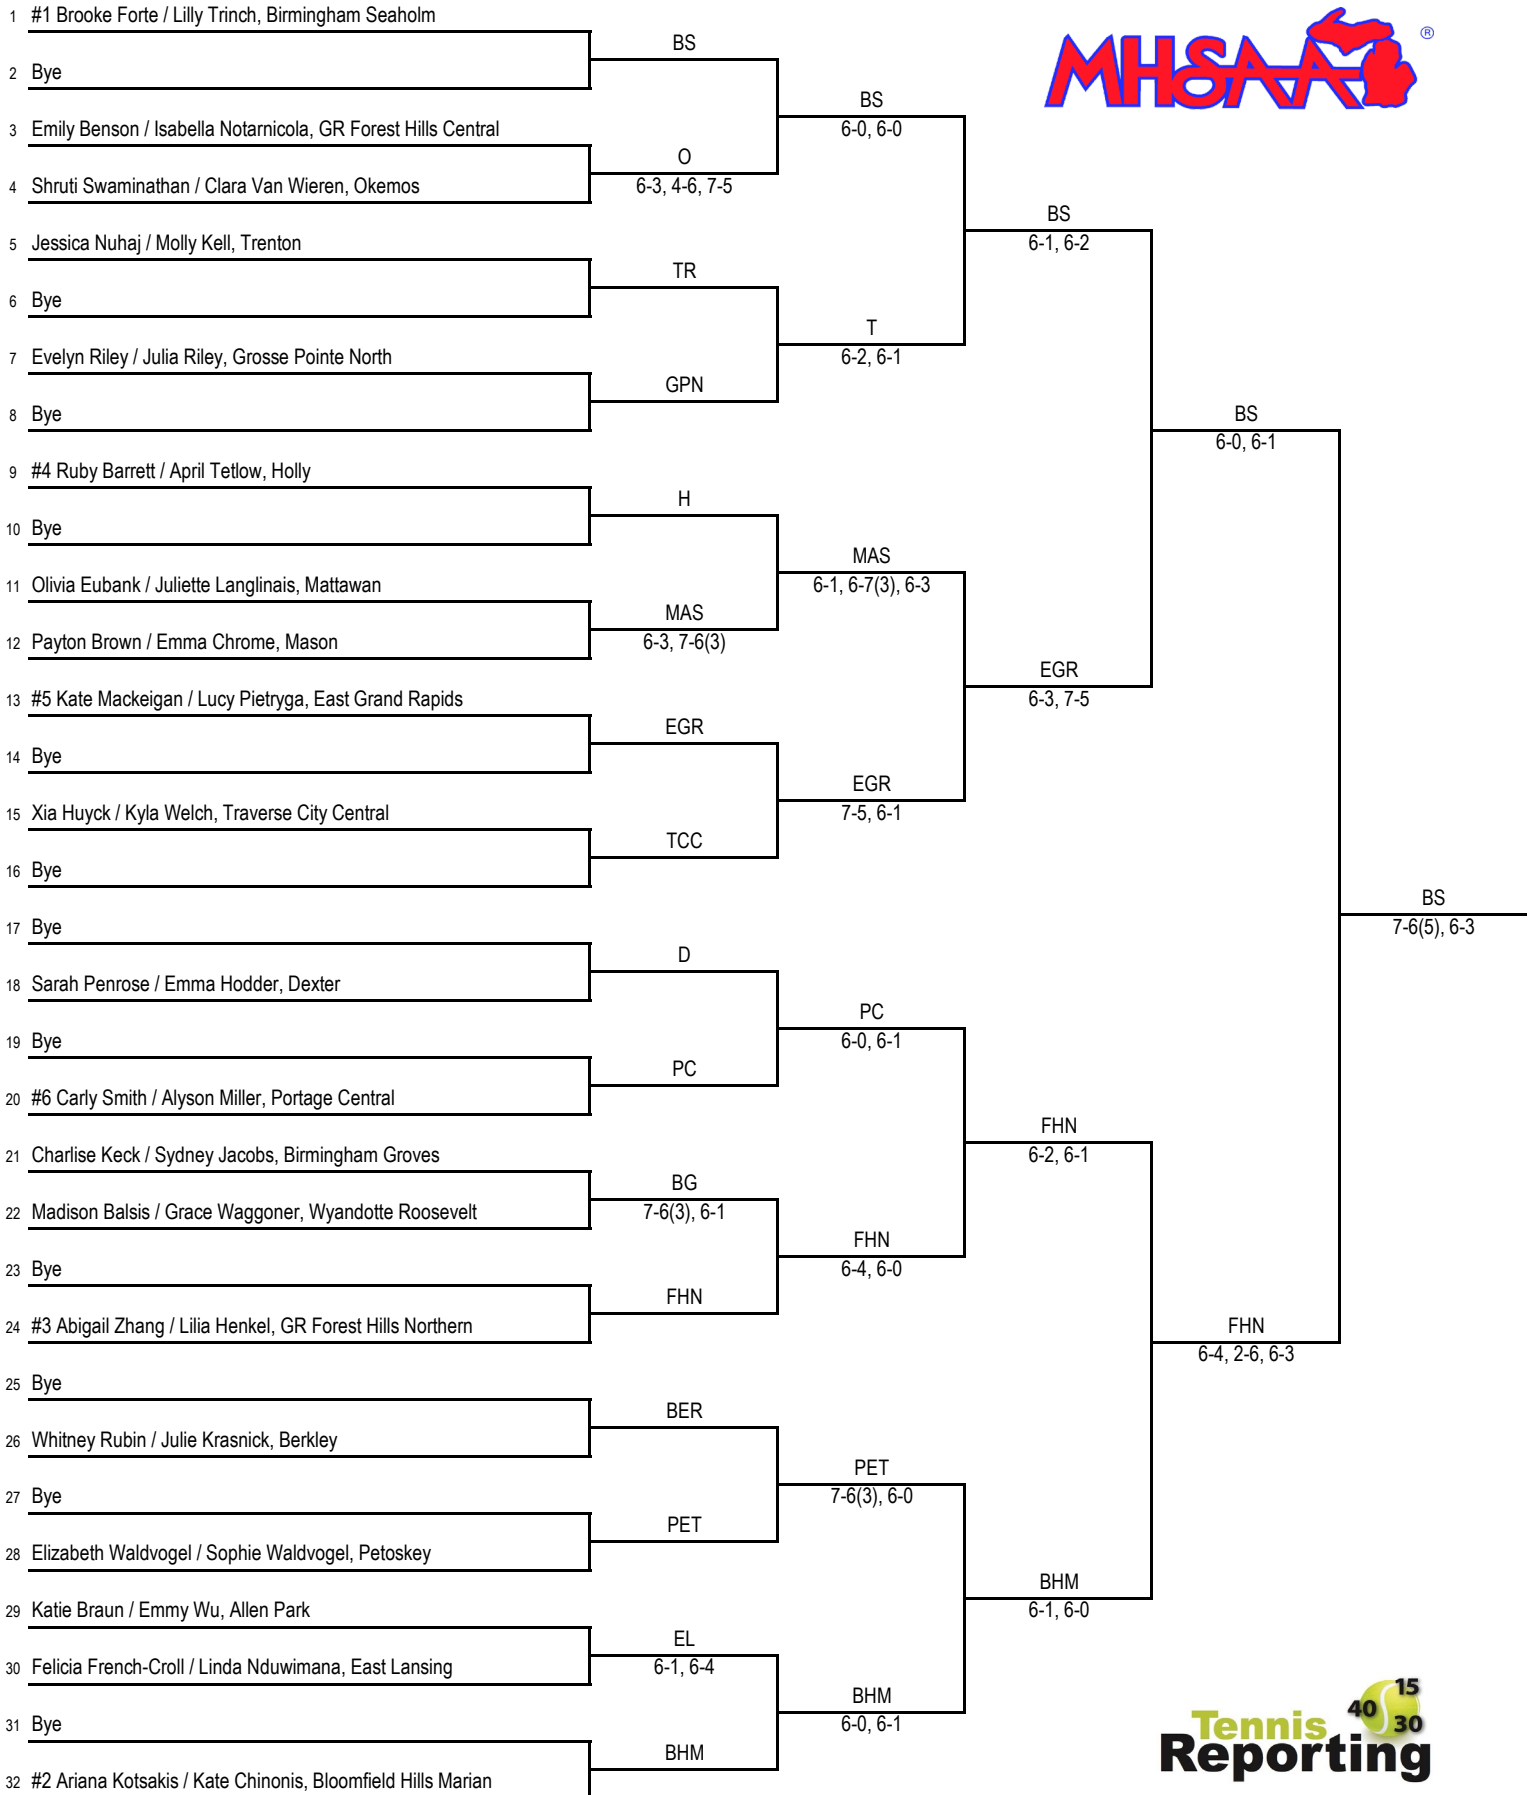 1 #1 Brooke Forte / Lilly Trinch, Birmingham Seaholm
BS
2 Bye
BS
6-0, 6-0
3 Emily Benson / Isabella Notarnicola, GR Forest Hills Central
O
6-3, 4-6, 7-5
4 Shruti Swaminathan / Clara Van Wieren, Okemos
BS
6-1, 6-2
5 Jessica Nuhaj / Molly Kell, Trenton
TR
6 Bye
T
6-2, 6-1
7 Evelyn Riley / Julia Riley, Grosse Pointe North
GPN
8 Bye
BS
6-0, 6-1
9 #4 Ruby Barrett / April Tetlow, Holly
H
10 Bye
MAS
6-1, 6-7(3), 6-3
11 Olivia Eubank / Juliette Langlinais, Mattawan
MAS
6-3, 7-6(3)
12 Payton Brown / Emma Chrome, Mason
EGR
6-3, 7-5
13 #5 Kate Mackeigan / Lucy Pietryga, East Grand Rapids
EGR
14 Bye
EGR
7-5, 6-1
15 Xia Huyck / Kyla Welch, Traverse City Central
TCC
16 Bye
BS
7-6(5), 6-3
17 Bye
D
18 Sarah Penrose / Emma Hodder, Dexter
PC
6-0, 6-1
19 Bye
PC
20 #6 Carly Smith / Alyson Miller, Portage Central
FHN
6-2, 6-1
21 Charlise Keck / Sydney Jacobs, Birmingham Groves
BG
7-6(3), 6-1
22 Madison Balsis / Grace Waggoner, Wyandotte Roosevelt
FHN
6-4, 6-0
23 Bye
FHN
24 #3 Abigail Zhang / Lilia Henkel, GR Forest Hills Northern
FHN
6-4, 2-6, 6-3
25 Bye
BER
26 Whitney Rubin / Julie Krasnick, Berkley
PET
7-6(3), 6-0
27 Bye
PET
28 Elizabeth Waldvogel / Sophie Waldvogel, Petoskey
BHM
6-1, 6-0
29 Katie Braun / Emmy Wu, Allen Park
EL
6-1, 6-4
30 Felicia French-Croll / Linda Nduwimana, East Lansing
BHM
6-0, 6-1
31 Bye
BHM
32 #2 Ariana Kotsakis / Kate Chinonis, Bloomfield Hills Marian
MHSAA ®
15
40
30
Tennis
Reporting